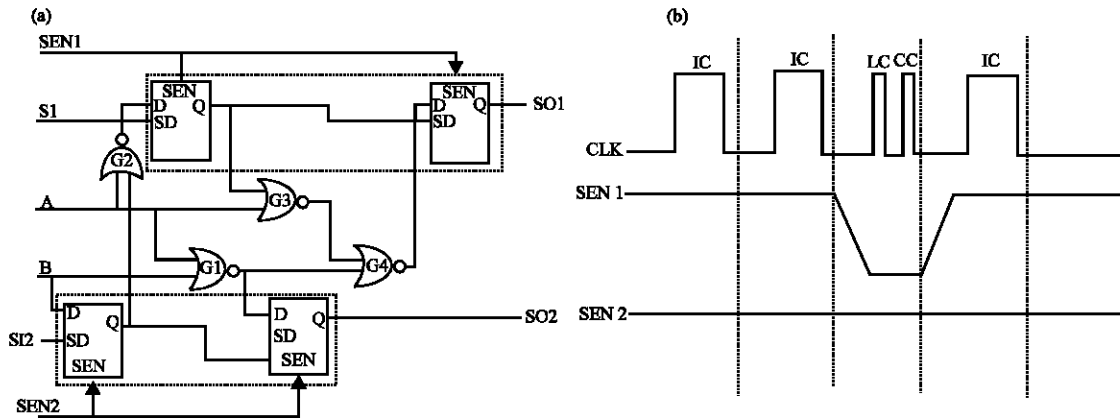 (a)
SEN1
SEN
D Q
SD
S1
G2
SEN
D Q
SD
SO1
A
G3
B
G1
G4
D Q
SD
SEN
SI2
D Q
SD
SEN
SO2
SEN2
(b)
IC IC LC CC IC
CLK
SEN 1
SEN 2